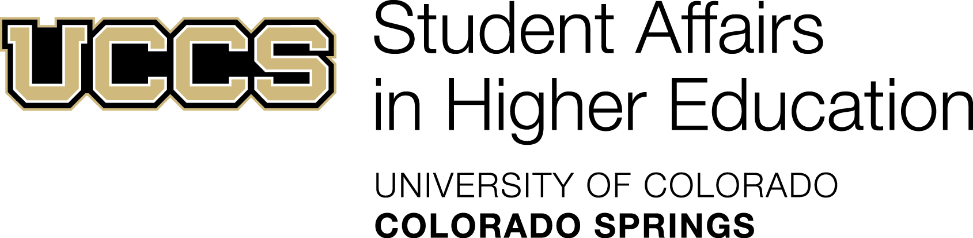 UCCS
Student Affairs
in Higher Education
UNIVERSITY OF COLORADO
COLORADO SPRINGS